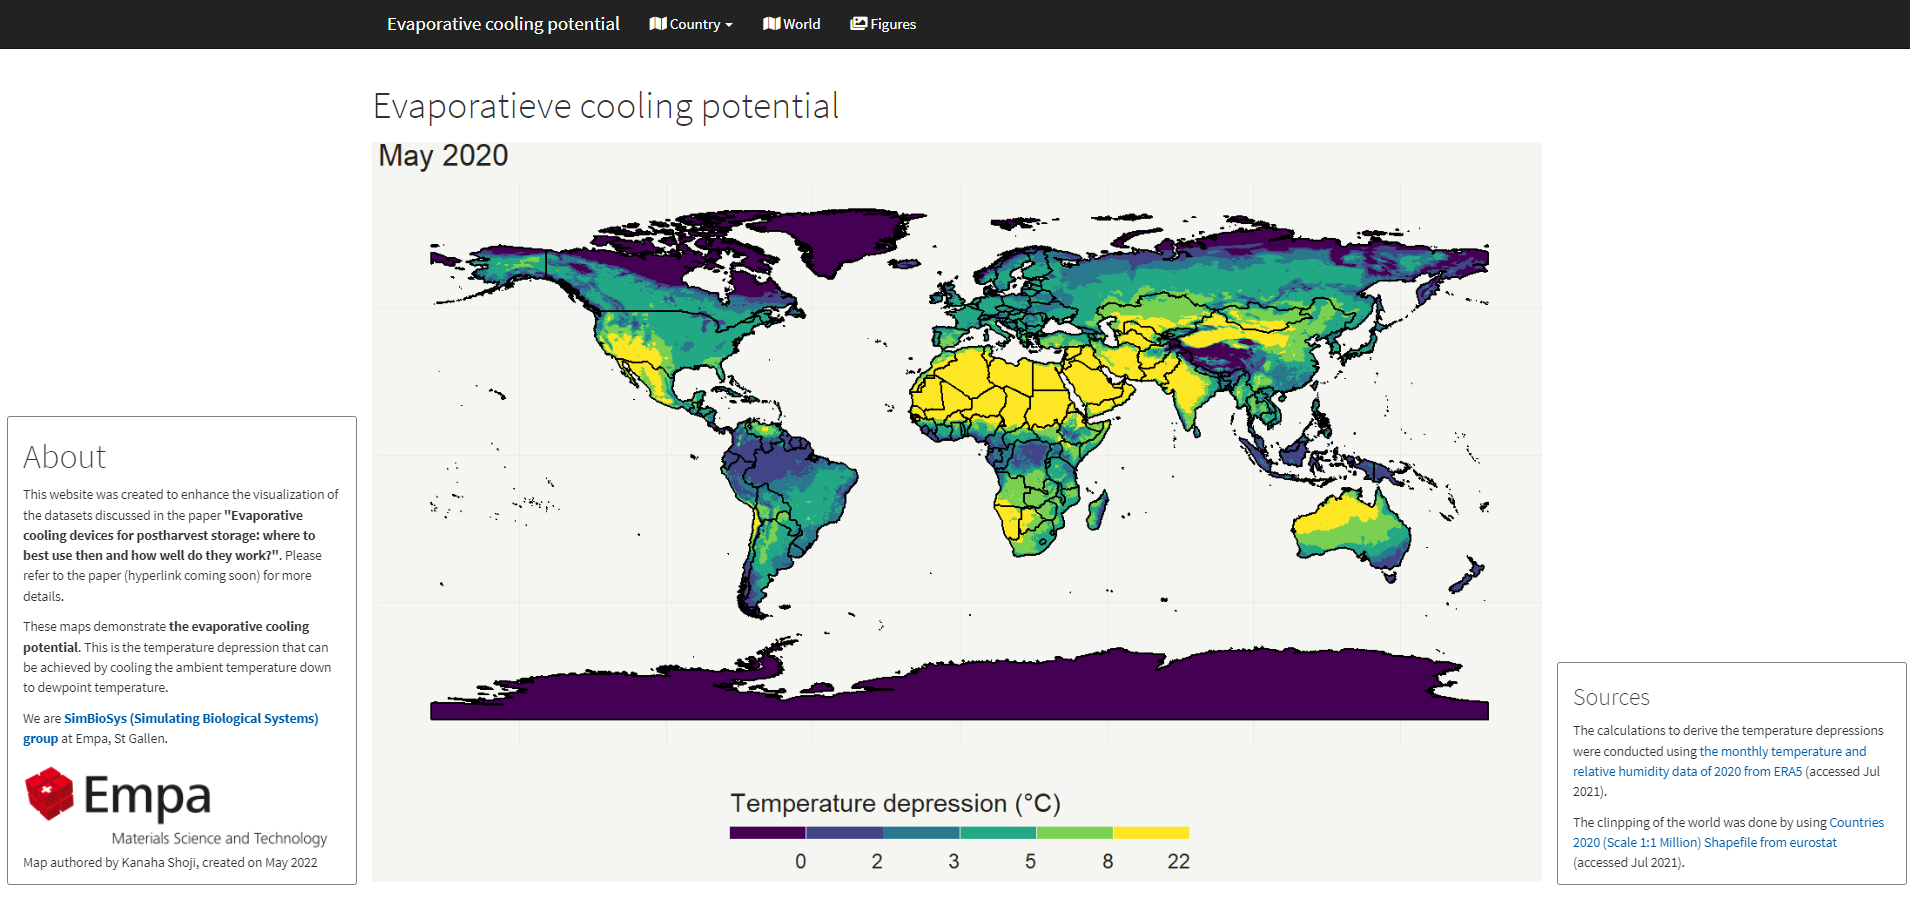 Evaporative cooling potential
Country
World
Figures
Evaporatieve cooling potential
May 2020
About
This website was created to enhance the visualization of
the datasets discussed in the paper "Evaporative
cooling devices for postharvest storage: where to
best use then and how well do they work?". Please
refer to the paper (hyperlink coming soon) for more
details.
These maps demonstrate the evaporative cooling
potential. This is the temperature depression that can
be achieved by cooling the ambient temperature down
to dewpoint temperature.
We are SimBioSys (Simulating Biological Systems)
group at Empa, St Gallen.
Empa
Materials Science and Technology
Map authored by Kanaha Shoji, created on May 2022
Temperature depression (°C)
0 2 3 5 8 22
Sources
The calculations to derive the temperature depressions
were conducted using the monthly temperature and
relative humidity data of 2020 from ERA5 (accessed Jul
2021).
The clinpping of the world was done by using Countries
2020 (Scale 1:1 Million) Shapefile from eurostat
(accessed Jul 2021).